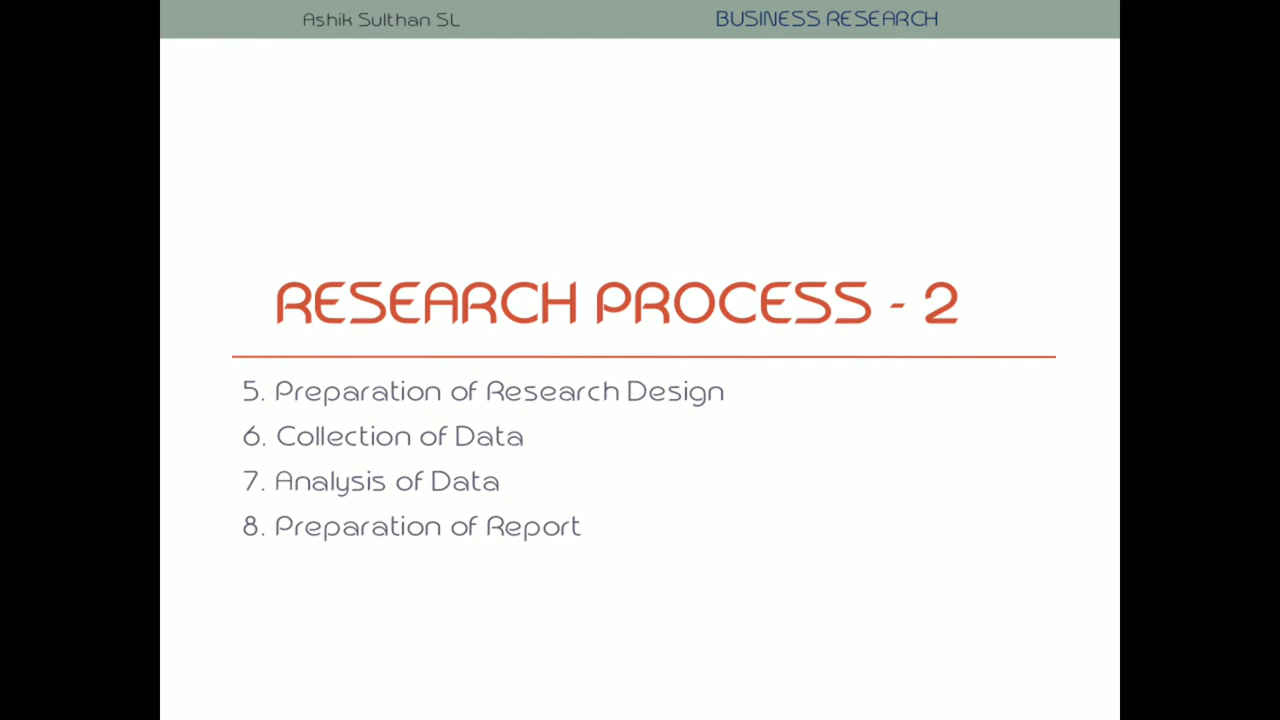 Ashik Sulthan SL
BUSINESS RESEARCH
RESEARCH PROCESS - 2
5. Preparation of Research Design
6. Collection of Data
7. Analysis of Data
8. Preparation of Report